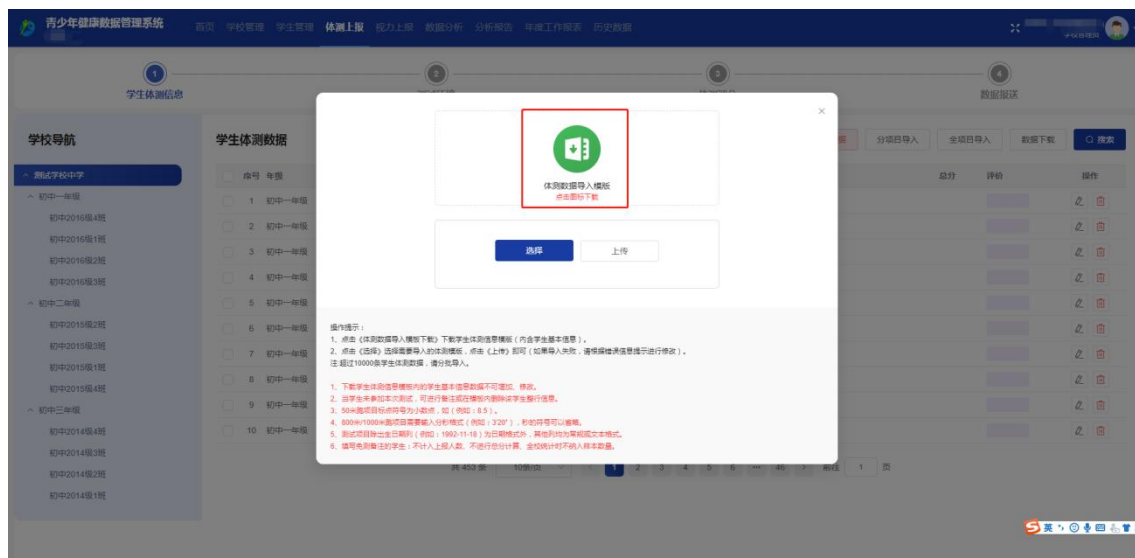 青少年健康数据管理系统
首页 学校管理 学生管理 体测上报 视力上报 数据分析 分析报告 年度工作报表 历史数据
1 2 3 4
学生体测信息
数据报送
学校导航
学生体测数据
分项目导入 全项目导入 数据下载 搜索
测试学校中学
序号 年级 总分 评价 操作
初中一年级
初中2016级4班
初中2016级1班
初中2016级2班
初中2016级3班
初中二年级
初中2015级2班
初中2015级3班
初中2015级1班
初中2015级4班
初中三年级
初中2014级4班
初中2014级3班
初中2014级2班
初中2014级1班
1 初中一年级
2 初中一年级
3 初中一年级
4 初中一年级
5 初中一年级
6 初中一年级
7 初中一年级
8 初中一年级
9 初中一年级
10 初中一年级
体测数据导入模版
点击图标下载
选择 上传
操作提示：
1、点击《体测数据导入模板下载》下载学生体测信息模板（内含学生基本信息）。
2、点击《选择》选择需要导入的体测模版，点击《上传》即可（如果导入失败，请根据错误信息提示进行修改）。
注:超过10000条学生体测数据，请分批导入。
1、下载学生体测信息模板内的学生基本信息数据不可增加、修改。
2、当学生未参加本次测试，可进行备注或在模板内删除该学生整行信息。
3、50米跑项目标点符号为小数点，如（例如：8.5）。
4、800米/1000米跑项目需要输入分秒格式（例如：3'20"），秒的符号可以省略。
5、测试项目除出生日期列（例如：1992-11-18）为日期格式外，其他列均为常规或文本格式。
6、填写免测备注的学生：不计入上报人数、不进行总分计算、全校统计时不纳入样本数量。
共 453 条 10条/页 1 2 3 4 5 6 ... 46 前往 1 页
英